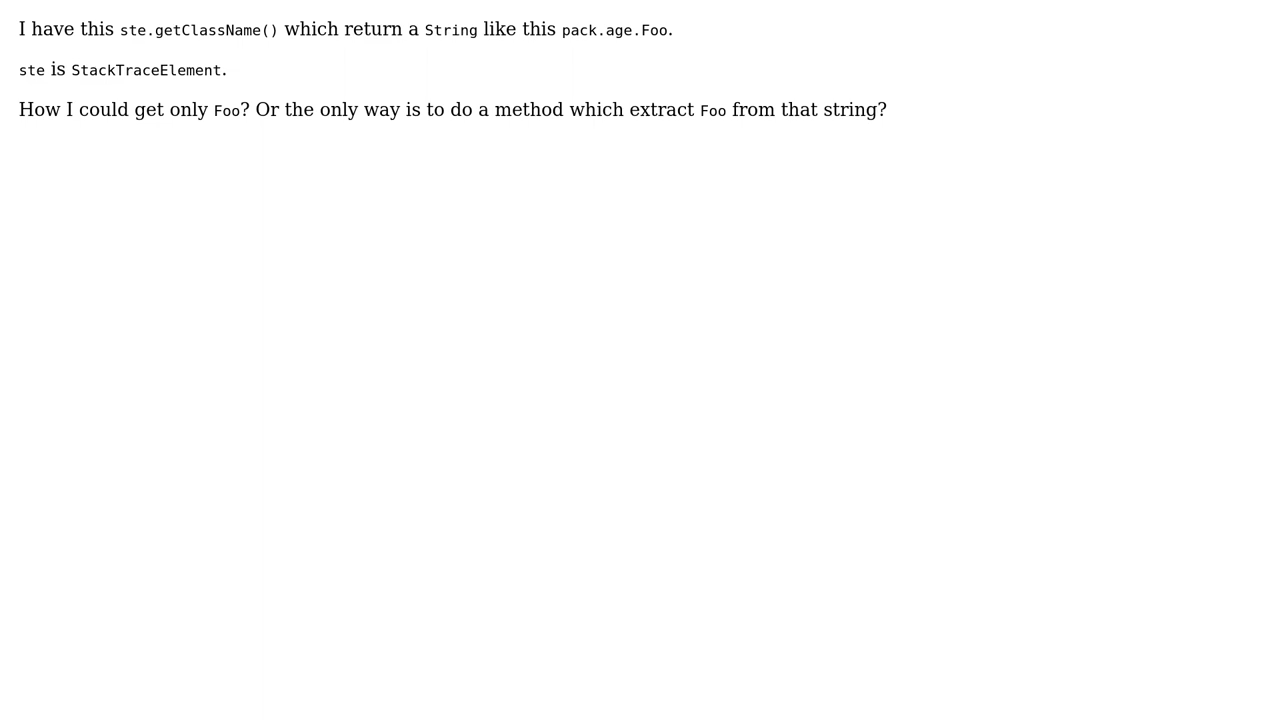 I have this ste.getClassName() which return a String like this pack.age.Foo.
ste is StackTraceElement.
How I could get only Foo? Or the only way is to do a method which extract Foo from that string?